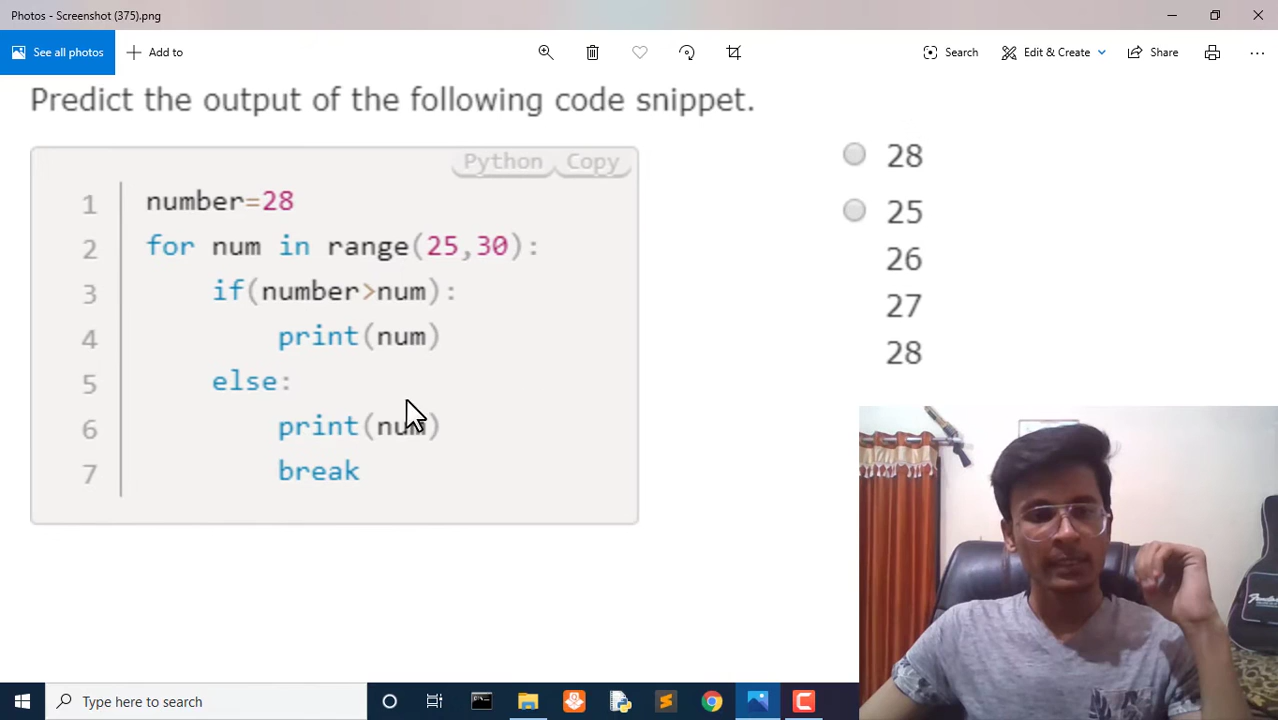 Photos - Screenshot (375).png
See all photos
Add to
Search
Edit & Create
Share
Predict the output of the following code snippet.
Python Copy
1 number=28
2 for num in range(25,30):
3 if(number>num):
4 print(num)
5 else:
6 print(num)
7 break
28
25
26
27
28
Fender
Type here to search